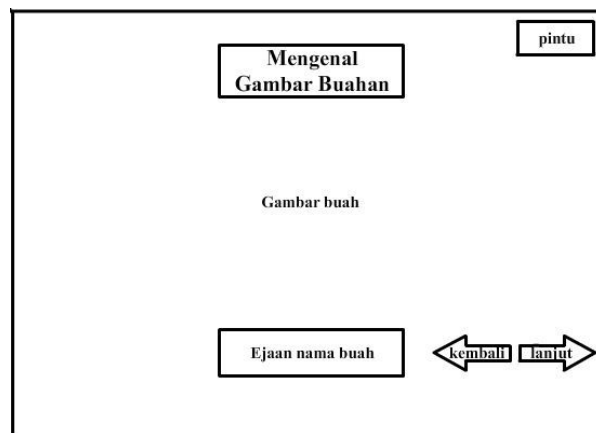 pintu
Mengenal
Gambar Buahan
Gambar buah
Ejaan nama buah
kembali
lanjut